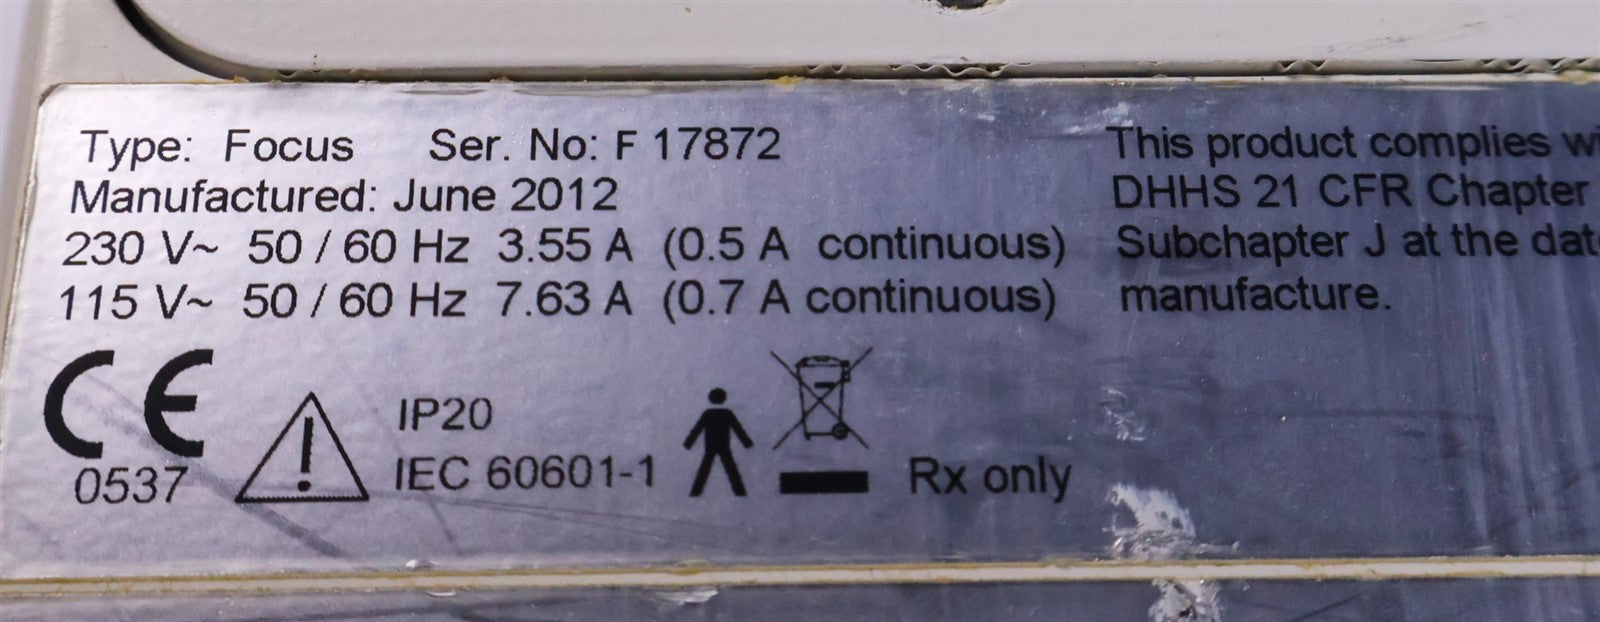 Type: Focus Ser. No: F 17872
Manufactured: June 2012
230 V~ 50 / 60 Hz 3.55 A (0.5 A continuous)
115 V~ 50 / 60 Hz 7.63 A (0.7 A continuous)
This product complies
DHHS 21 CFR Chapter
Subchapter J at the
manufacture.
CE
0537
IP20
IEC 60601-1
Rx only